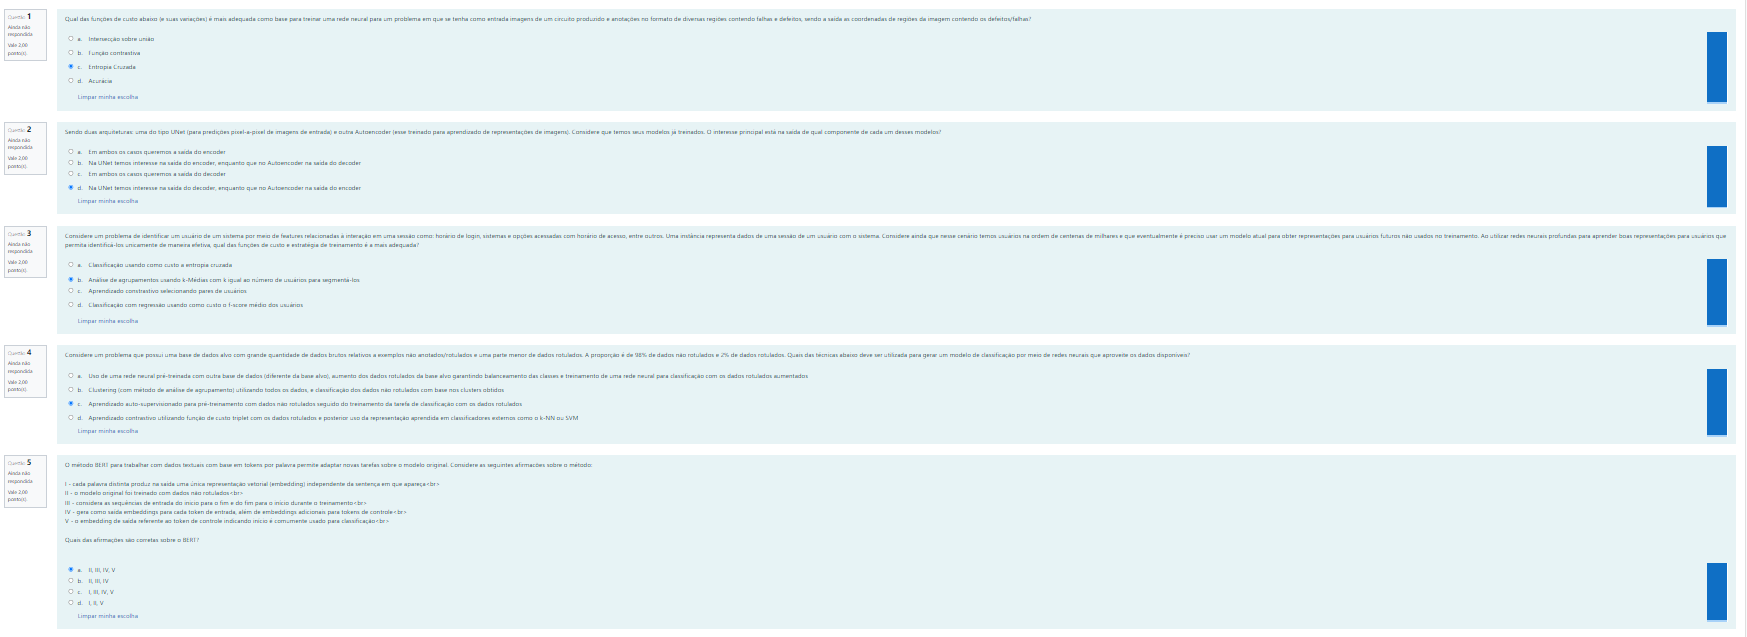 Questão 1
Ainda não
respondida
Vale 2,00
ponto(s).
Qual das funções de custo abaixo (e suas variações) é mais adequada como base para treinar uma rede neural para um problema em que se tenha como entrada imagens de um circuito produzido e anotações no formato de diversas regiões contendo falhas e defeitos, sendo a saída as coordenadas de regiões da imagem contendo os defeitos/falhas?
a. Intersecção sobre união
b. Função contrastiva
c. Entropia Cruzada
d. Acurácia
Limpar minha escolha
Questão 2
Ainda não
respondida
Vale 2,00
ponto(s).
Sendo duas arquiteturas: uma do tipo UNet (para predições pixel-a-pixel de imagens de entrada) e outra Autoencoder (esse treinado para aprendizado de representações de imagens). Considere que temos seus modelos já treinados. O interesse principal está na saída de qual componente de cada um desses modelos?
a. Em ambos os casos queremos a saída do encoder
b. Na UNet temos interesse na saída do encoder, enquanto que no Autoencoder na saída do decoder
c. Em ambos os casos queremos a saída do decoder
d. Na UNet temos interesse na saída do decoder, enquanto que no Autoencoder na saída do encoder
Limpar minha escolha
Questão 3
Ainda não
respondida
Vale 2,00
ponto(s).
Considere um problema de identificar um usuário de um sistema por meio de features relacionadas à interação em uma sessão como: horário de login, sistemas e opções acessadas com horário de acesso, entre outros. Uma instância representa dados de uma sessão de um usuário com o sistema. Considere ainda que nesse cenário temos usuários na ordem de centenas de milhares e que eventualmente é preciso usar um modelo atual para obter representações para usuários futuros não usados no treinamento. Ao utilizar redes neurais profundas para aprender boas representações para usuários que
permita identificá-los unicamente de maneira efetiva, qual das funções de custo e estratégia de treinamento é a mais adequada?
a. Classificação usando como custo a entropia cruzada
b. Análise de agrupamentos usando k-Médias com k igual ao número de usuários para segmentá-los
c. Aprendizado constrastivo selecionando pares de usuários
d. Classificação com regressão usando como custo o f-score médio dos usuários
Limpar minha escolha
Questão 4
Ainda não
respondida
Vale 2,00
ponto(s).
Considere um problema que possui uma base de dados alvo com grande quantidade de dados brutos relativos a exemplos não anotados/rotulados e uma parte menor de dados rotulados. A proporção é de 98% de dados não rotulados e 2% de dados rotulados. Quais das técnicas abaixo deve ser utilizada para gerar um modelo de classificação por meio de redes neurais que aproveite os dados disponíveis?
a. Uso de uma rede neural pré-treinada com outra base de dados (diferente da base alvo), aumento dos dados rotulados da base alvo garantindo balanceamento das classes e treinamento de uma rede neural para classificação com os dados rotulados aumentados
b. Clustering (com método de análise de agrupamento) utilizando todos os dados, e classificação dos dados não rotulados com base nos clusters obtidos
c. Aprendizado auto-supervisionado para pré-treinamento com dados não rotulados seguido do treinamento da tarefa de classificação com os dados rotulados
d. Aprendizado contrastivo utilizando função de custo triplet com os dados rotulados e posterior uso da representação aprendida em classificadores externos como o k-NN ou SVM
Limpar minha escolha
Questão 5
Ainda não
respondida
Vale 2,00
ponto(s).
O método BERT para trabalhar com dados textuais com base em tokens por palavra permite adaptar novas tarefas sobre o modelo original. Considere as seguintes afirmações sobre o método:
I - cada palavra distinta produz na saída uma única representação vetorial (embedding) independente da sentença em que apareça<br>
II - o modelo original foi treinado com dados não rotulados<br>
III - considera as sequências de entrada do início para o fim e do fim para o início durante o treinamento<br>
IV - gera como saída embeddings para cada token de entrada, além de embeddings adicionais para tokens de controle<br>
V - o embedding de saída referente ao token de controle indicando início é comumente usado para classificação<br>
Quais das afirmações são corretas sobre o BERT?
a. II, III, IV, V
b. II, III, IV
c. I, III, IV, V
d. I, II, V
Limpar minha escolha